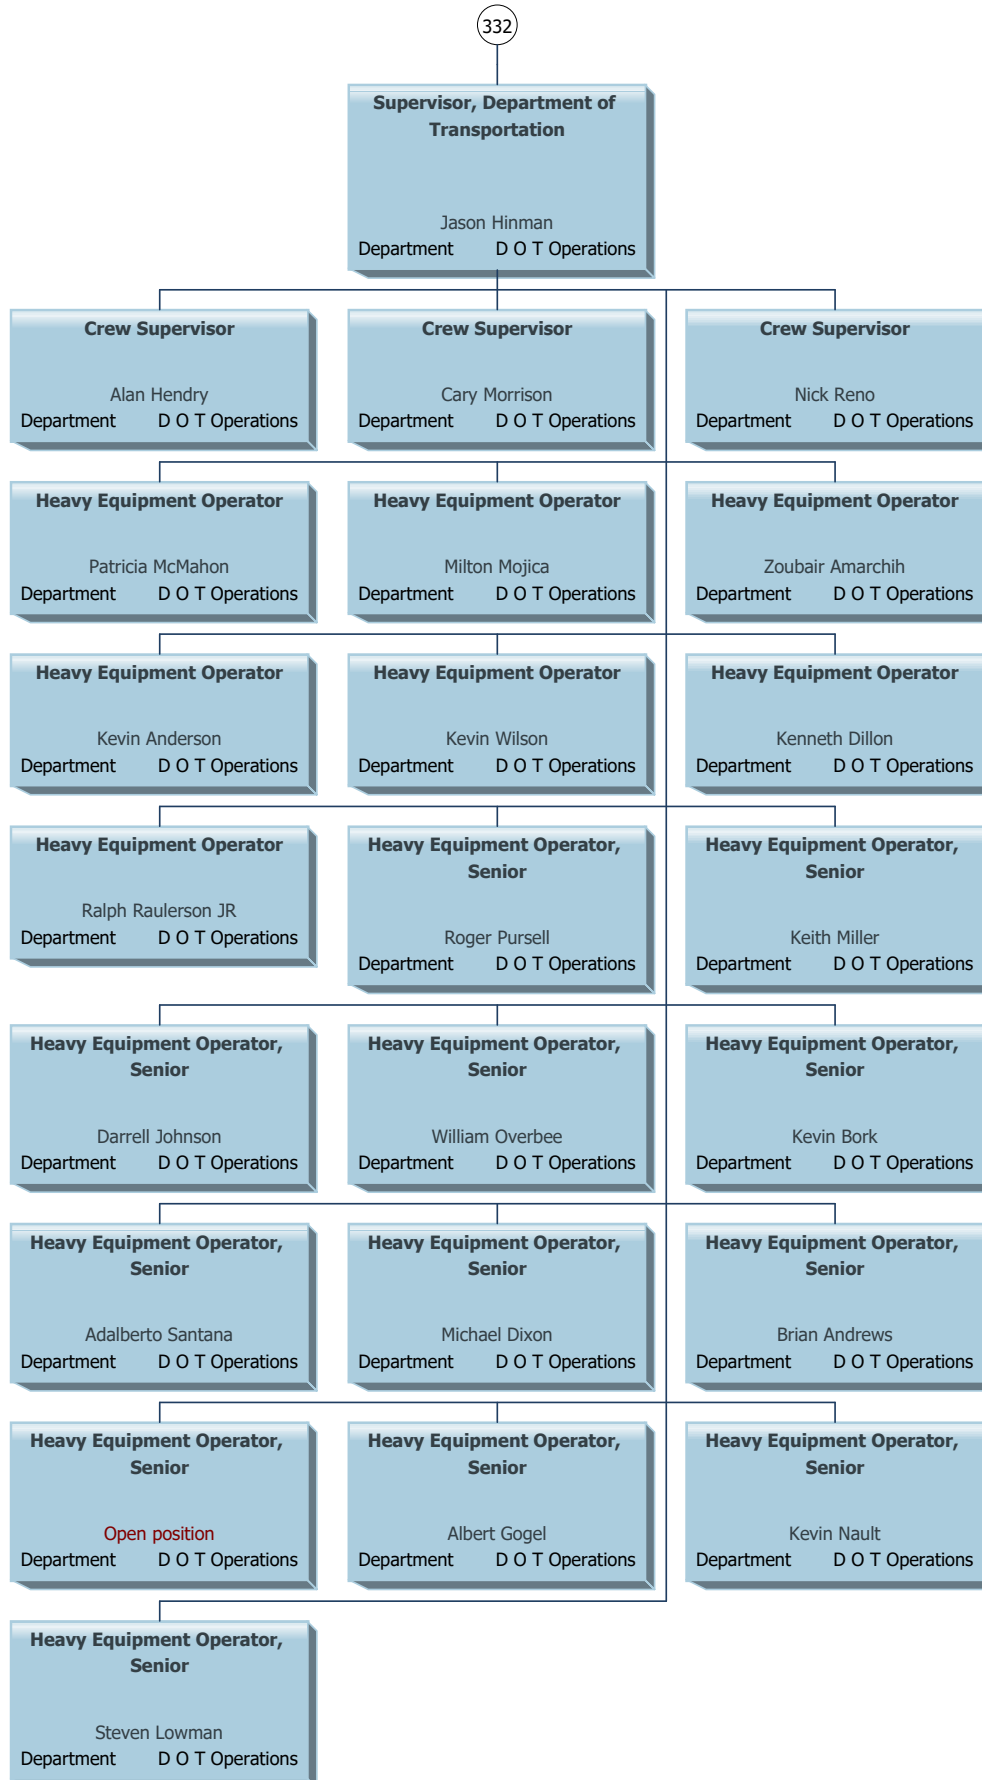 332
Supervisor, Department of
Transportation
Jason Hinman
Department D O T Operations
Crew Supervisor
Alan Hendry
Department D O T Operations
Crew Supervisor
Cary Morrison
Department D O T Operations
Crew Supervisor
Nick Reno
Department D O T Operations
Heavy Equipment Operator
Patricia McMahon
Department D O T Operations
Heavy Equipment Operator
Milton Mojica
Department D O T Operations
Heavy Equipment Operator
Zoubair Amarchih
Department D O T Operations
Heavy Equipment Operator
Kevin Anderson
Department D O T Operations
Heavy Equipment Operator
Kevin Wilson
Department D O T Operations
Heavy Equipment Operator
Kenneth Dillon
Department D O T Operations
Heavy Equipment Operator
Ralph Raulerson JR
Department D O T Operations
Heavy Equipment Operator,
Senior
Roger Pursell
Department D O T Operations
Heavy Equipment Operator,
Senior
Keith Miller
Department D O T Operations
Heavy Equipment Operator,
Senior
Darrell Johnson
Department D O T Operations
Heavy Equipment Operator,
Senior
William Overbee
Department D O T Operations
Heavy Equipment Operator,
Senior
Kevin Bork
Department D O T Operations
Heavy Equipment Operator,
Senior
Adalberto Santana
Department D O T Operations
Heavy Equipment Operator,
Senior
Michael Dixon
Department D O T Operations
Heavy Equipment Operator,
Senior
Brian Andrews
Department D O T Operations
Heavy Equipment Operator,
Senior
Open position
Department D O T Operations
Heavy Equipment Operator,
Senior
Albert Gogel
Department D O T Operations
Heavy Equipment Operator,
Senior
Kevin Nault
Department D O T Operations
Heavy Equipment Operator,
Senior
Steven Lowman
Department D O T Operations